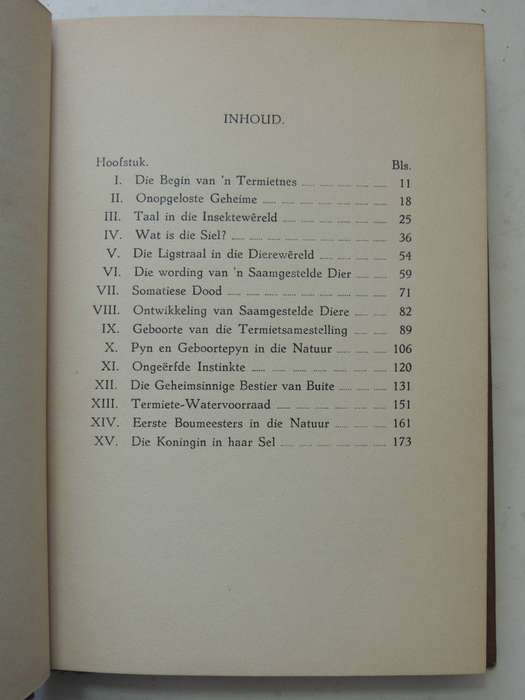 INHOUD.
Hoofstuk. Bls.
I. Die Begin van 'n Termietnes 11
II. Onopgeloste Geheime 18
III. Taal in die Insektewêreld 25
IV. Wat is die Siel? 36
V. Die Ligstraal in die Dierewêreld 54
VI. Die wording van 'n Saamgestelde Dier 59
VII. Somatiese Dood 71
VIII. Ontwikkeling van Saamgestelde Diere 82
IX. Geboorte van die Termietsamestelling 89
X. Pyn en Geboortepyn in die Natuur 106
XI. Ongeërfde Instinkte 120
XII. Die Geheimsinnige Bestier van Buite 131
XIII. Termiete-Watervoorraad 151
XIV. Eerste Boumeesters in die Natuur 161
XV. Die Koningin in haar Sel 173